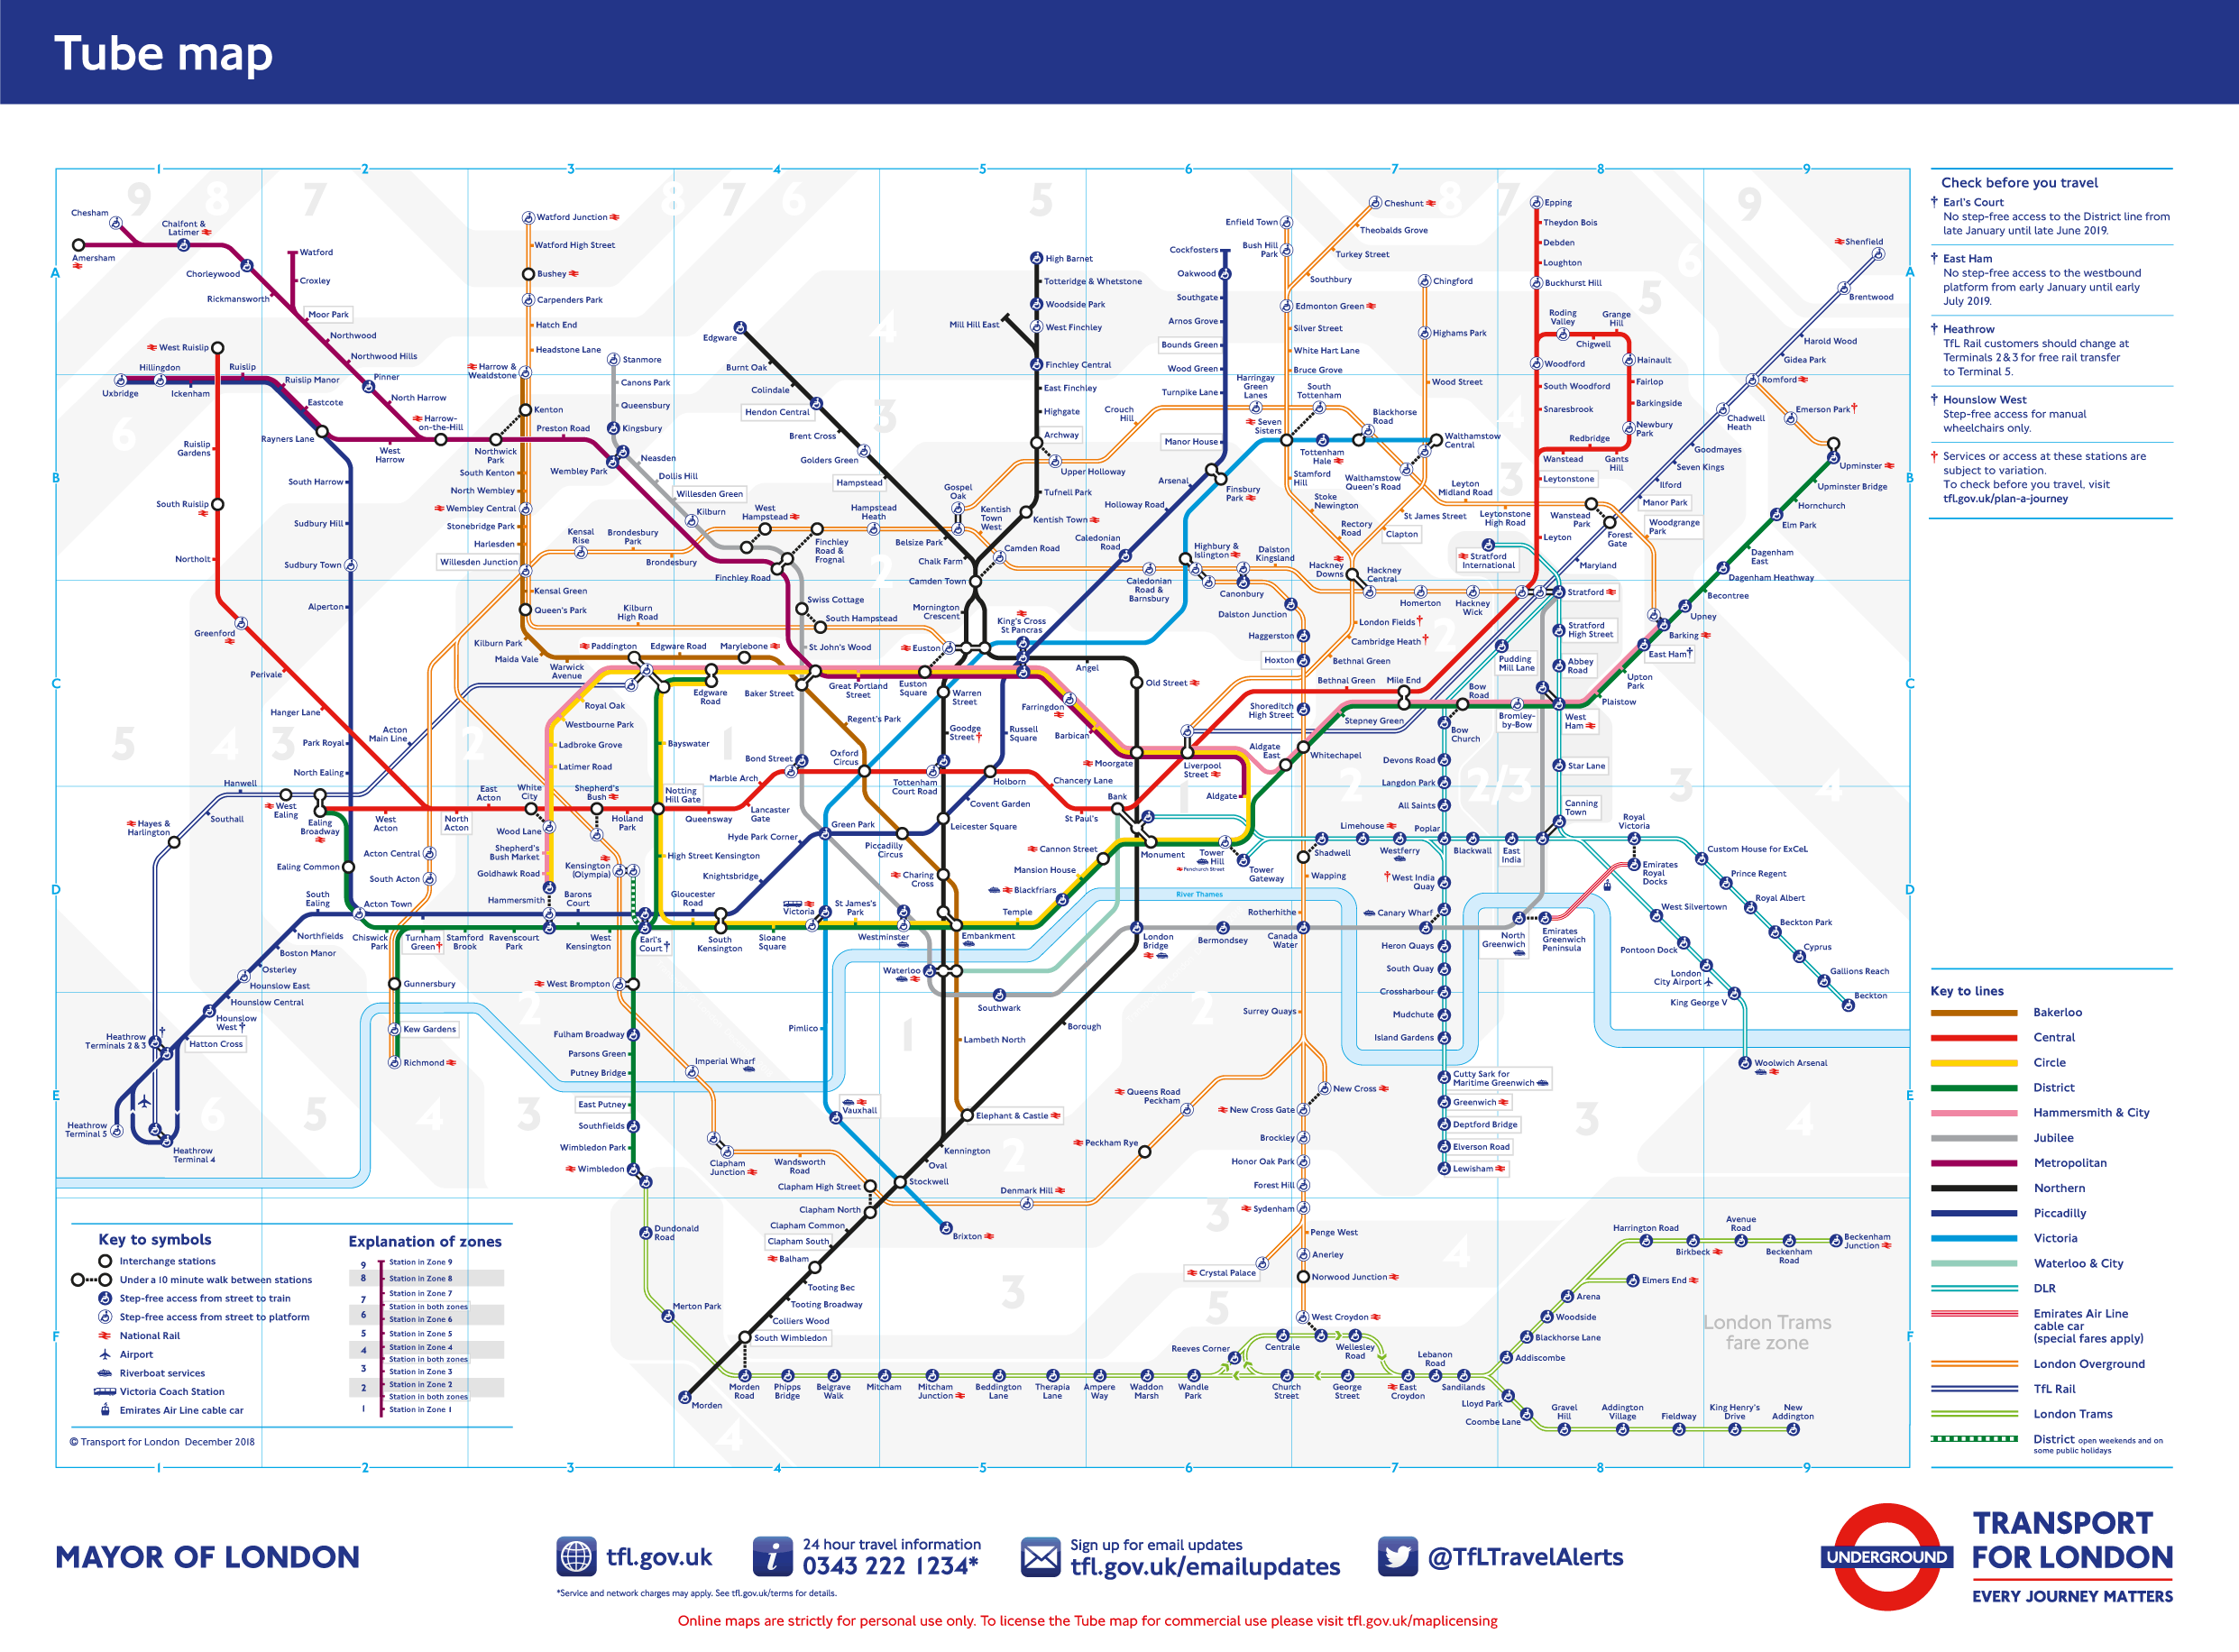 Tube map
1
2
3
4
5
6
7
8
9
Check before you travel
† Earl's Court
No step-free access to the District line from
late January until late June 2019.
† East Ham
No step-free access to the westbound
platform from early January until early
July 2019.
† Heathrow
TfL Rail customers should change at
Terminals 2 & 3 for free rail transfer
to Terminal 5.
† Hounslow West
Step-free access for manual
wheelchairs only.
† Services or access at these stations are
subject to variation.
To check before you travel, visit
tfl.gov.uk/plan-a-journey
A
B
C
D
E
F
Chesham
Chalfont &
Latimer
Amersham
Chorleywood
Rickmansworth
Watford
Croxley
Moor Park
Northwood
Northwood Hills
Pinner
North Harrow
Harrow-
on-the-Hill
West Ruislip
Hillingdon
Ruislip
Uxbridge
Ickenham
Ruislip Manor
Eastcote
Rayners Lane
West
Harrow
Northwick
Park
Preston Road
Wembley Park
Ruislip
Gardens
South Ruislip
Northolt
Greenford
Perivale
Hanger Lane
South Harrow
Sudbury Hill
Sudbury Town
Alperton
Park Royal
North Ealing
Acton
Main Line
Hanwell
Southall
Hayes &
Harlington
West
Ealing
Ealing
Broadway
Ealing Common
South
Ealing
Acton Town
Northfields
Boston Manor
Osterley
Hounslow East
Hounslow Central
Hounslow
West †
Hatton Cross
Heathrow
Terminals 2 & 3
Heathrow
Terminal 5
Heathrow
Terminal 4
Watford Junction
Watford High Street
Bushey
Carpenders Park
Hatch End
Headstone Lane
Harrow &
Wealdstone
Kenton
South Kenton
North Wembley
Wembley Central
Stonebridge Park
Harlesden
Willesden Junction
Kensal Green
Queen's Park
Kilburn Park
Maida Vale
Warwick
Avenue
Paddington
Edgware Road
Marylebone
Kilburn
High Road
South Hampstead
Stanmore
Canons Park
Queensbury
Kingsbury
Neasden
Dollis Hill
Willesden Green
Kilburn
West
Hampstead
Finchley
Road &
Frognal
Hampstead
Heath
Finchley Road
Kensal
Rise
Brondesbury
Park
Brondesbury
Swiss Cottage
St John's Wood
Baker Street
Edgware
Burnt Oak
Colindale
Hendon Central
Brent Cross
Golders Green
Hampstead
Belsize Park
Chalk Farm
Camden Town
Mornington
Crescent
Euston
High Barnet
Totteridge & Whetstone
Woodside Park
West Finchley
Mill Hill East
Finchley Central
East Finchley
Highgate
Archway
Upper Holloway
Tufnell Park
Kentish Town
Gospel
Oak
Kentish
Town
West
Camden Road
Crouch
Hill
Cockfosters
Oakwood
Southgate
Arnos Grove
Bounds Green
Wood Green
Turnpike Lane
Manor House
Arsenal
Finsbury
Park
Holloway Road
Caledonian
Road
King's Cross
St Pancras
Angel
Old Street
Enfield Town
Bush Hill
Park
Cheshunt
Theobalds Grove
Turkey Street
Southbury
Edmonton Green
Silver Street
White Hart Lane
Bruce Grove
Harringay
Green
Lanes
South
Tottenham
Seven
Sisters
Blackhorse
Road
Tottenham
Hale
Walthamstow
Central
Walthamstow
Queen's Road
Stamford
Hill
Stoke
Newington
Rectory
Road
St James Street
Clapton
Chingford
Highams Park
Wood Street
Leyton
Midland Road
Leytonstone
High Road
Hackney
Downs
Hackney
Central
Homerton
Hackney
Wick
Highbury &
Islington
Dalston
Kingsland
Caledonian
Road &
Barnsbury
Canonbury
Dalston Junction
Haggerston
Hoxton
London Fields †
Cambridge Heath †
Bethnal Green
Bethnal Green
Shoreditch
High Street
Epping
Theydon Bois
Debden
Loughton
Buckhurst Hill
Roding
Valley
Grange
Hill
Chigwell
Woodford
Hainault
South Woodford
Fairlop
Snaresbrook
Barkingside
Newbury
Park
Redbridge
Wanstead
Gants
Hill
Leytonstone
Leyton
Wanstead
Park
Forest
Gate
Manor Park
Woodgrange
Park
Maryland
Stratford
International
Stratford
Stratford
High Street
Abbey
Road
Pudding
Mill Lane
Shenfield
Brentwood
Harold Wood
Gidea Park
Romford
Emerson Park †
Chadwell
Heath
Goodmayes
Seven Kings
Ilford
Upminster
Upminster Bridge
Hornchurch
Elm Park
Dagenham
East
Dagenham Heathway
Becontree
Upney
Barking
East Ham †
Upton
Park
Plaistow
West
Ham
Bromley-
by-Bow
Bow
Road
Bow
Church
Mile End
Stepney Green
Whitechapel
Aldgate
East
Aldgate
Liverpool
Street
Moorgate
Barbican
Farringdon
Euston
Square
Great Portland
Street
Warren
Street
Goodge
Street †
Russell
Square
Regent's Park
Oxford
Circus
Bond Street
Marble Arch
Tottenham
Court Road
Holborn
Chancery Lane
St Paul's
Bank
Covent Garden
Leicester Square
Piccadilly
Circus
Green Park
Hyde Park Corner
Knightsbridge
Charing
Cross
Lancaster
Gate
Queensway
Notting
Hill Gate
Bayswater
Edgware
Road
Royal Oak
Westbourne Park
Ladbroke Grove
Latimer Road
White
City
Wood Lane
Shepherd's
Bush
Holland
Park
East
Acton
North
Acton
West
Acton
Shepherd's
Bush Market
Goldhawk Road
Hammersmith
Kensington
(Olympia)
Barons
Court
High Street Kensington
Gloucester
Road
Acton Central
South Acton
Chiswick
Park
Turnham
Green †
Stamford
Brook
Ravenscourt
Park
West
Kensington
Earl's
Court †
South
Kensington
Sloane
Square
Victoria
St James's
Park
Westminster
Embankment
Temple
Blackfriars
Mansion House
Cannon Street
Monument
Tower
Hill
Fenchurch Street
Tower
Gateway
Shadwell
Wapping
Rotherhithe
Canada
Water
Bermondsey
London
Bridge
Southwark
Waterloo
River Thames
Borough
Lambeth North
Elephant & Castle
Kennington
Oval
Stockwell
Pimlico
Vauxhall
Brixton
Gunnersbury
Kew Gardens
Richmond
West Brompton
Fulham Broadway
Parsons Green
Putney Bridge
East Putney
Southfields
Wimbledon Park
Wimbledon
Imperial Wharf
Clapham
Junction
Wandsworth
Road
Clapham High Street
Clapham North
Clapham Common
Clapham South
Balham
Tooting Bec
Tooting Broadway
Colliers Wood
South Wimbledon
Morden
Denmark Hill
Peckham Rye
Queens Road
Peckham
Surrey Quays
New Cross
New Cross Gate
Brockley
Honor Oak Park
Forest Hill
Sydenham
Penge West
Anerley
Crystal Palace
Norwood Junction
West Croydon
Devons Road
Langdon Park
All Saints
Limehouse
Westferry
Poplar
Blackwall
East
India
Canning
Town
Star Lane
Royal
Victoria
Custom House for ExCeL
Prince Regent
Royal Albert
Beckton Park
Cyprus
Gallions Reach
Beckton
Emirates
Royal
Docks
West Silvertown
Pontoon Dock
London
City Airport
King George V
Woolwich Arsenal
Emirates
Greenwich
Peninsula
North
Greenwich
†West India
Quay
Canary Wharf
Heron Quays
South Quay
Crossharbour
Mudchute
Island Gardens
Cutty Sark for
Maritime Greenwich
Greenwich
Deptford Bridge
Elverson Road
Lewisham
Dundonald
Road
Merton Park
Morden
Road
Phipps
Bridge
Belgrave
Walk
Mitcham
Mitcham
Junction
Beddington
Lane
Therapia
Lane
Ampere
Way
Waddon
Marsh
Wandle
Park
Reeves Corner
Centrale
Wellesley
Road
Church
Street
George
Street
East
Croydon
Lebanon
Road
Sandilands
Lloyd Park
Coombe Lane
Gravel
Hill
Addington
Village
Fieldway
King Henry's
Drive
New
Addington
Addiscombe
Blackhorse Lane
Woodside
Arena
Elmers End
Harrington Road
Birkbeck
Avenue
Road
Beckenham
Road
Beckenham
Junction
London Trams
fare zone
Key to symbols
Interchange stations
Under a 10 minute walk between stations
Step-free access from street to train
Step-free access from street to platform
National Rail
Airport
Riverboat services
Victoria Coach Station
Emirates Air Line cable car
Explanation of zones
9 Station in Zone 9
8 Station in Zone 8
7 Station in Zone 7
Station in both zones
6 Station in Zone 6
5 Station in Zone 5
4 Station in Zone 4
Station in both zones
3 Station in Zone 3
2 Station in Zone 2
Station in both zones
1 Station in Zone 1
© Transport for London December 2018
Key to lines
Bakerloo
Central
Circle
District
Hammersmith & City
Jubilee
Metropolitan
Northern
Piccadilly
Victoria
Waterloo & City
DLR
Emirates Air Line
cable car
(special fares apply)
London Overground
TfL Rail
London Trams
District open weekends and on
some public holidays
MAYOR OF LONDON
tfl.gov.uk
24 hour travel information
0343 222 1234*
Sign up for email updates
tfl.gov.uk/emailupdates
@TfLTravelAlerts
*Service and network charges may apply. See tfl.gov.uk/terms for details.
UNDERGROUND
TRANSPORT
FOR LONDON
EVERY JOURNEY MATTERS
Online maps are strictly for personal use only. To license the Tube map for commercial use please visit tfl.gov.uk/maplicensing